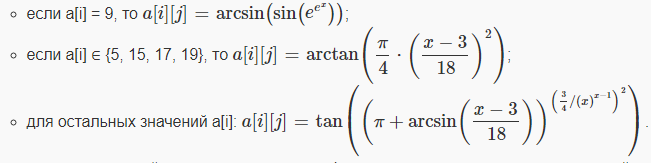 если a[i] = 9, то a[i][j] = arcsin(sin(e^{e^x}));
если a[i] ∈ {5, 15, 17, 19}, то a[i][j] = arctan(π/4 · ((x − 3)/18)^2);
для остальных значений a[i]: a[i][j] = tan((π + arcsin((x − 3)/18))^{((3/4)/(x)^{x−1})^2}).